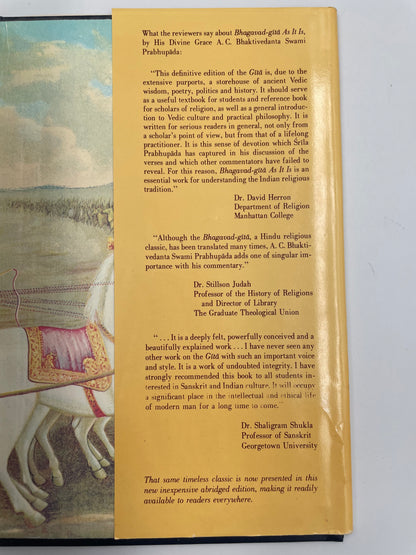 What the reviewers say about Bhagavad-gītā As It Is,
by His Divine Grace A. C. Bhaktivedanta Swami
Prabhupāda:
"This definitive edition of the Gītā is, due to the
extensive purports, a storehouse of ancient Vedic
wisdom, poetry, politics and history. It should serve
as a useful textbook for students and reference book
for scholars of religion, as well as a general introduc-
tion to Vedic culture and practical philosophy. It is
written for serious readers in general, not only from
a scholar's point of view, but from that of a lifelong
practitioner. It is this sense of devotion which Śrīla
Prabhupāda has captured in his discussion of the
verses and which other commentators have failed to
reveal. For this reason, Bhagavad-gītā As It Is is an
essential work for understanding the Indian religious
tradition."
Dr. David Herron
Department of Religion
Manhattan College
"Although the Bhagavad-gītā, a Hindu religious
classic, has been translated many times, A. C. Bhakti-
vedanta Swami Prabhupāda adds one of singular im-
portance with his commentary."
Dr. Stillson Judah
Professor of the History of Religions
and Director of Library
The Graduate Theological Union
". . . It is a deeply felt, powerfully conceived and a
beautifully explained work . . . I have never seen any
other work on the Gītā with such an important voice
and style. It is a work of undoubted integrity. I have
strongly recommended this book to all students in-
terested in Sanskrit and Indian culture. It will occupy
a significant place in the intellectual and ethical life
of modern man for a long time to come."
Dr. Shaligram Shukla
Professor of Sanskrit
Georgetown University
That same timeless classic is now presented in this
new inexpensive abridged edition, making it readily
available to readers everywhere.